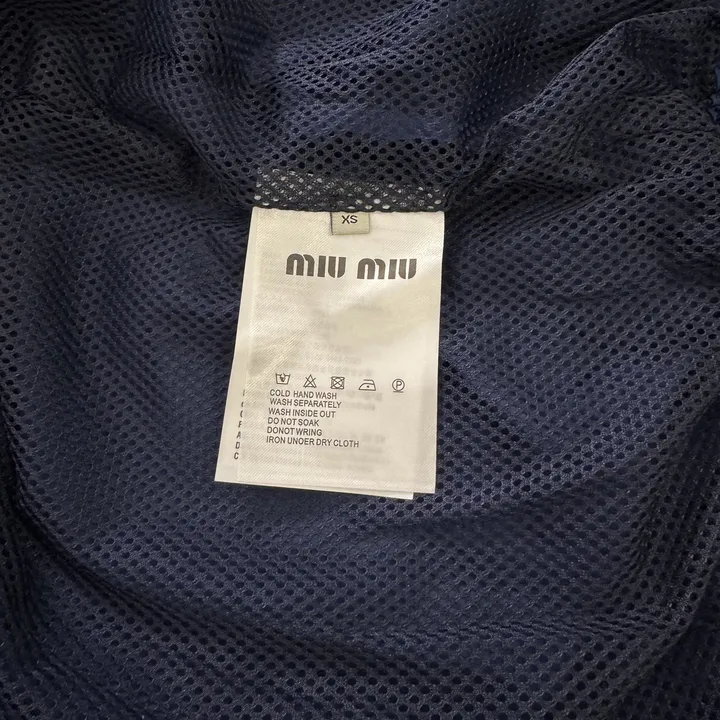 XS
miu miu
COLD HAND WASH
WASH SEPARATELY
WASH INSIDE OUT
DO NOT SOAK
DONOT WRING
IRON UNDER DRY CLOTH